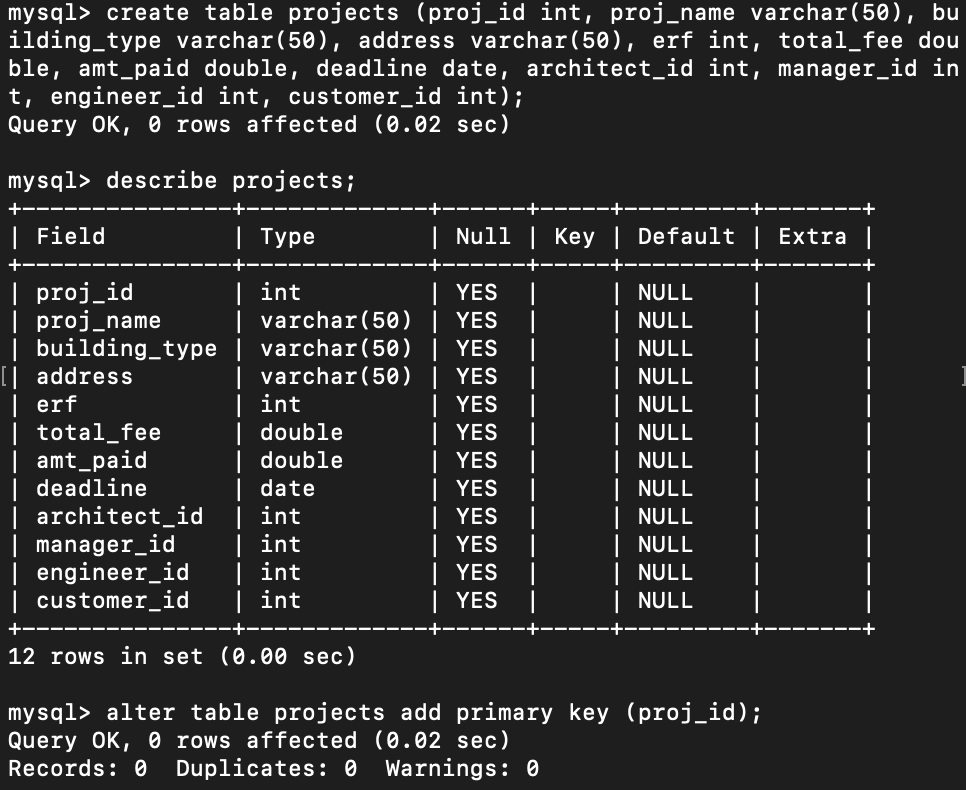 mysql> create table projects (proj_id int, proj_name varchar(50), bu
ilding_type varchar(50), address varchar(50), erf int, total_fee dou
ble, amt_paid double, deadline date, architect_id int, manager_id in
t, engineer_id int, customer_id int);
Query OK, 0 rows affected (0.02 sec)

mysql> describe projects;
+---------------+-------------+------+-----+---------+-------+
| Field         | Type        | Null | Key | Default | Extra |
+---------------+-------------+------+-----+---------+-------+
| proj_id       | int         | YES  |     | NULL    |       |
| proj_name     | varchar(50) | YES  |     | NULL    |       |
| building_type | varchar(50) | YES  |     | NULL    |       |
[| address       | varchar(50) | YES  |     | NULL    |       |      ]
| erf           | int         | YES  |     | NULL    |       |
| total_fee     | double      | YES  |     | NULL    |       |
| amt_paid      | double      | YES  |     | NULL    |       |
| deadline      | date        | YES  |     | NULL    |       |
| architect_id  | int         | YES  |     | NULL    |       |
| manager_id    | int         | YES  |     | NULL    |       |
| engineer_id   | int         | YES  |     | NULL    |       |
| customer_id   | int         | YES  |     | NULL    |       |
+---------------+-------------+------+-----+---------+-------+
12 rows in set (0.00 sec)

mysql> alter table projects add primary key (proj_id);
Query OK, 0 rows affected (0.02 sec)
Records: 0  Duplicates: 0  Warnings: 0